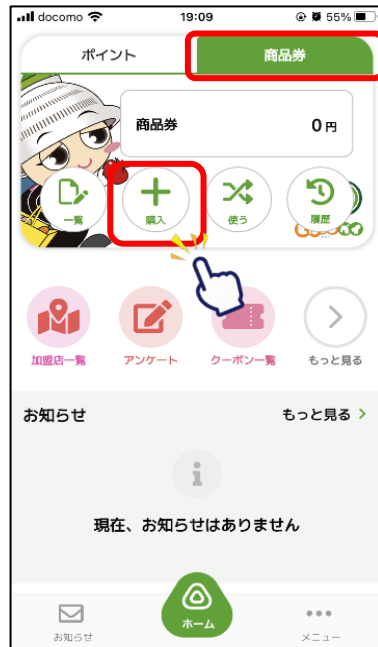 docomo 19:09 55%
ポイント 商品券
商品券 0 円
一覧 購入 使う 履歴
加盟店一覧 アンケート クーポン一覧 もっと見る
お知らせ もっと見る
現在、お知らせはありません
お知らせ ホーム メニュー